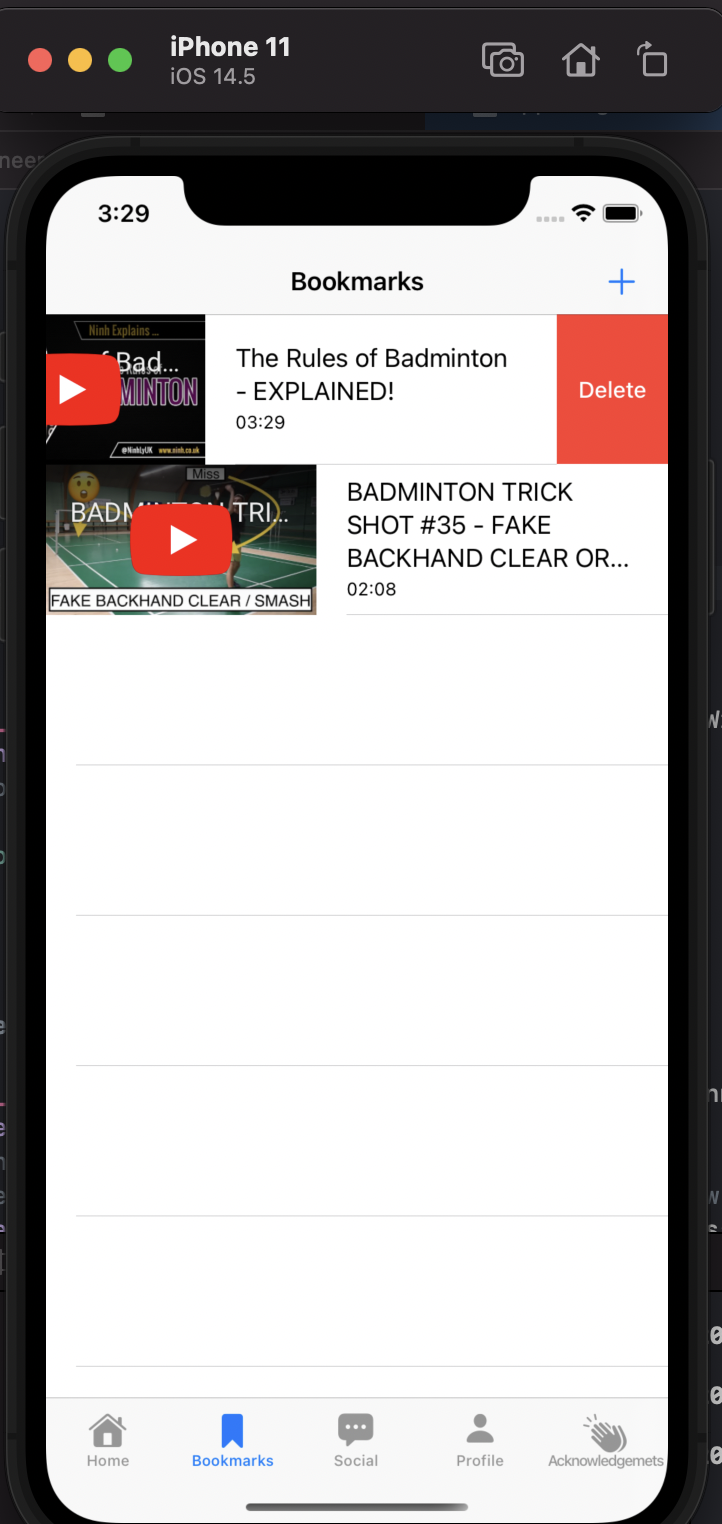 iPhone 11
iOS 14.5
3:29
Bookmarks
Ninh Explains ...
f Bad...
MINTON
@NinhLyUK www.ninh.co.uk
The Rules of Badminton
- EXPLAINED!
03:29
Delete
Miss
BADMINTON TRI...
FAKE BACKHAND CLEAR / SMASH
BADMINTON TRICK
SHOT #35 - FAKE
BACKHAND CLEAR OR...
02:08
Home
Bookmarks
Social
Profile
Acknowledgemets